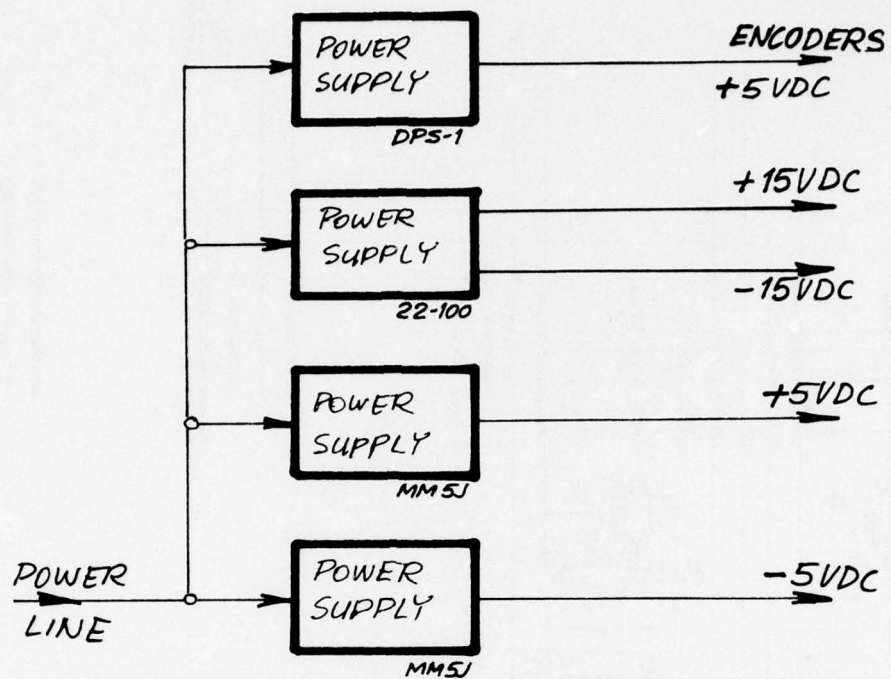 POWER
SUPPLY
DPS-1
ENCODERS
+5VDC
POWER
SUPPLY
22-100
+15VDC
-15VDC
POWER
SUPPLY
MM5J
+5VDC
POWER
LINE
POWER
SUPPLY
MM5J
-5VDC